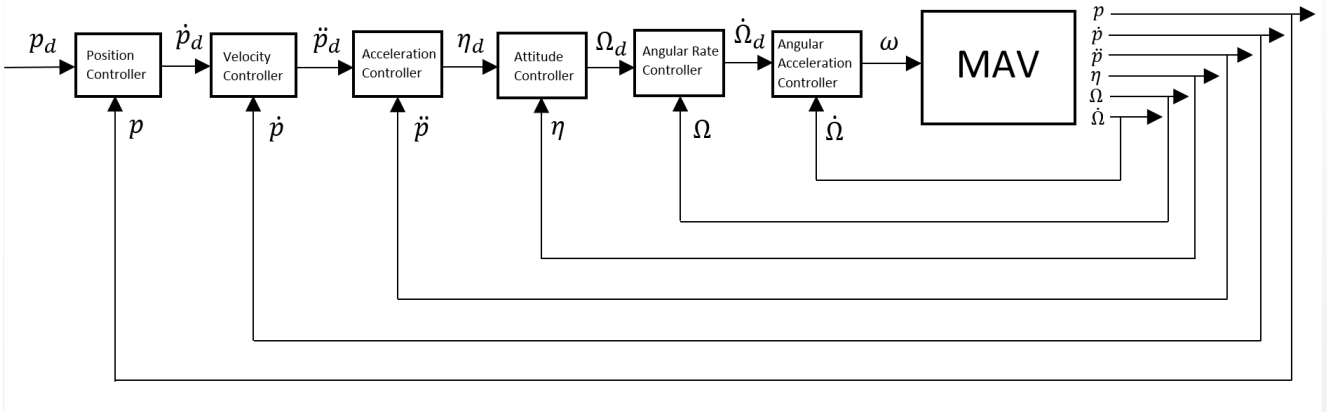 p_d
Position
Controller
ṗ_d
Velocity
Controller
p̈_d
Acceleration
Controller
η_d
Attitude
Controller
Ω_d
Angular Rate
Controller
Ω̇_d
Angular
Acceleration
Controller
ω
MAV
p
ṗ
p̈
η
Ω
Ω̇
p
ṗ
p̈
η
Ω
Ω̇